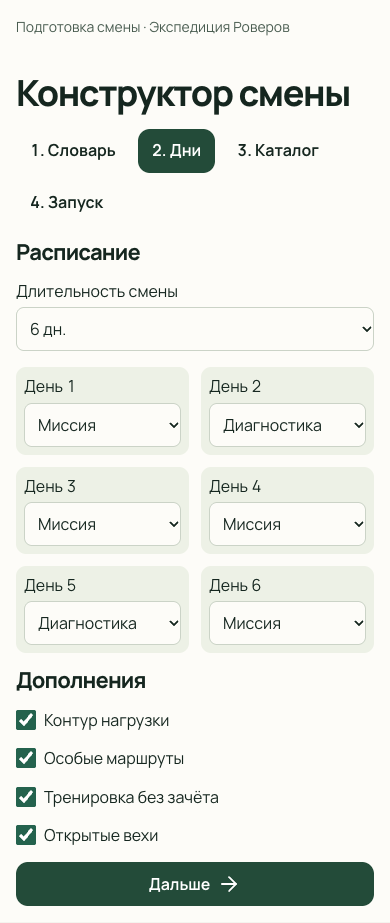 Подготовка смены · Экспедиция Роверов
Конструктор смены
1. Словарь 2. Дни 3. Каталог
4. Запуск
Расписание
Длительность смены
6 дн.
День 1 День 2
Миссия Диагностика
День 3 День 4
Миссия Миссия
День 5 День 6
Диагностика Миссия
Дополнения
Контур нагрузки
Особые маршруты
Тренировка без зачёта
Открытые вехи
Дальше →